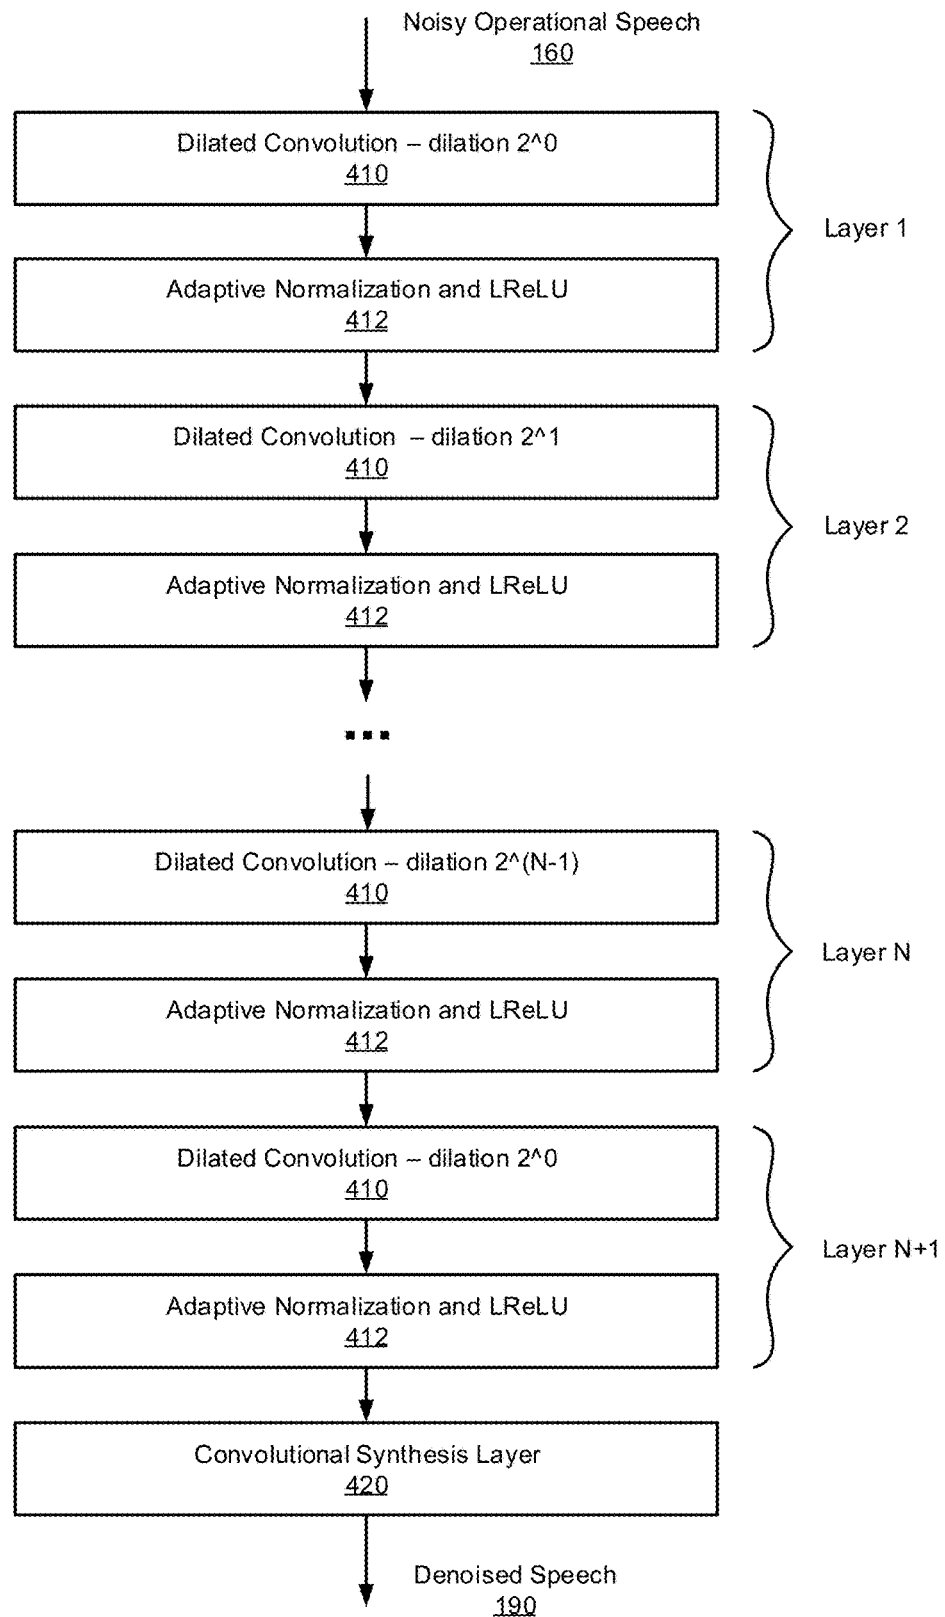 Noisy Operational Speech
160
Dilated Convolution – dilation 2^0
410
Layer 1
Adaptive Normalization and LReLU
412
Dilated Convolution – dilation 2^1
410
Layer 2
Adaptive Normalization and LReLU
412
...
Dilated Convolution – dilation 2^(N-1)
410
Layer N
Adaptive Normalization and LReLU
412
Dilated Convolution – dilation 2^0
410
Layer N+1
Adaptive Normalization and LReLU
412
Convolutional Synthesis Layer
420
Denoised Speech
190